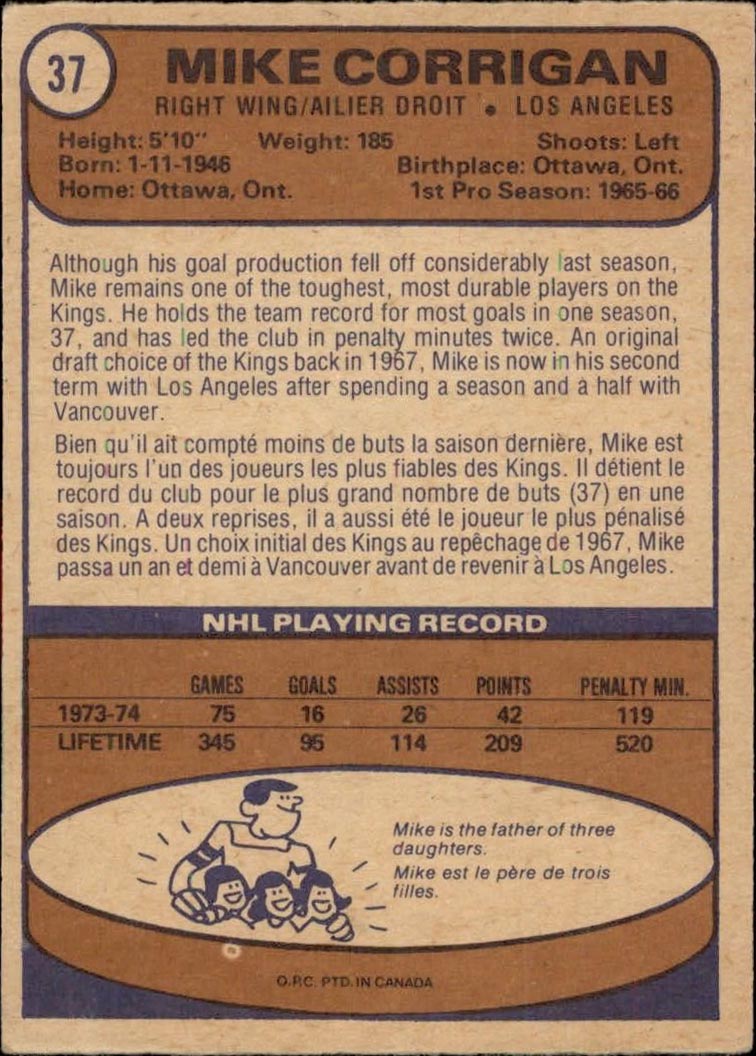 37
MIKE CORRIGAN
RIGHT WING/AILIER DROIT • LOS ANGELES
Height: 5'10" Weight: 185 Shoots: Left
Born: 1-11-1946 Birthplace: Ottawa, Ont.
Home: Ottawa, Ont. 1st Pro Season: 1965-66
Although his goal production fell off considerably last season,
Mike remains one of the toughest, most durable players on the
Kings. He holds the team record for most goals in one season,
37, and has led the club in penalty minutes twice. An original
draft choice of the Kings back in 1967, Mike is now in his second
term with Los Angeles after spending a season and a half with
Vancouver.
Bien qu'il ait compté moins de buts la saison dernière, Mike est
toujours l'un des joueurs les plus fiables des Kings. Il détient le
record du club pour le plus grand nombre de buts (37) en une
saison. A deux reprises, il a aussi été le joueur le plus pénalisé
des Kings. Un choix initial des Kings au repêchage de 1967, Mike
passa un an et demi à Vancouver avant de revenir à Los Angeles.
NHL PLAYING RECORD
GAMES GOALS ASSISTS POINTS PENALTY MIN.
1973-74 75 16 26 42 119
LIFETIME 345 95 114 209 520
Mike is the father of three
daughters.
Mike est le père de trois
filles.
O.P.C. PTD. IN CANADA